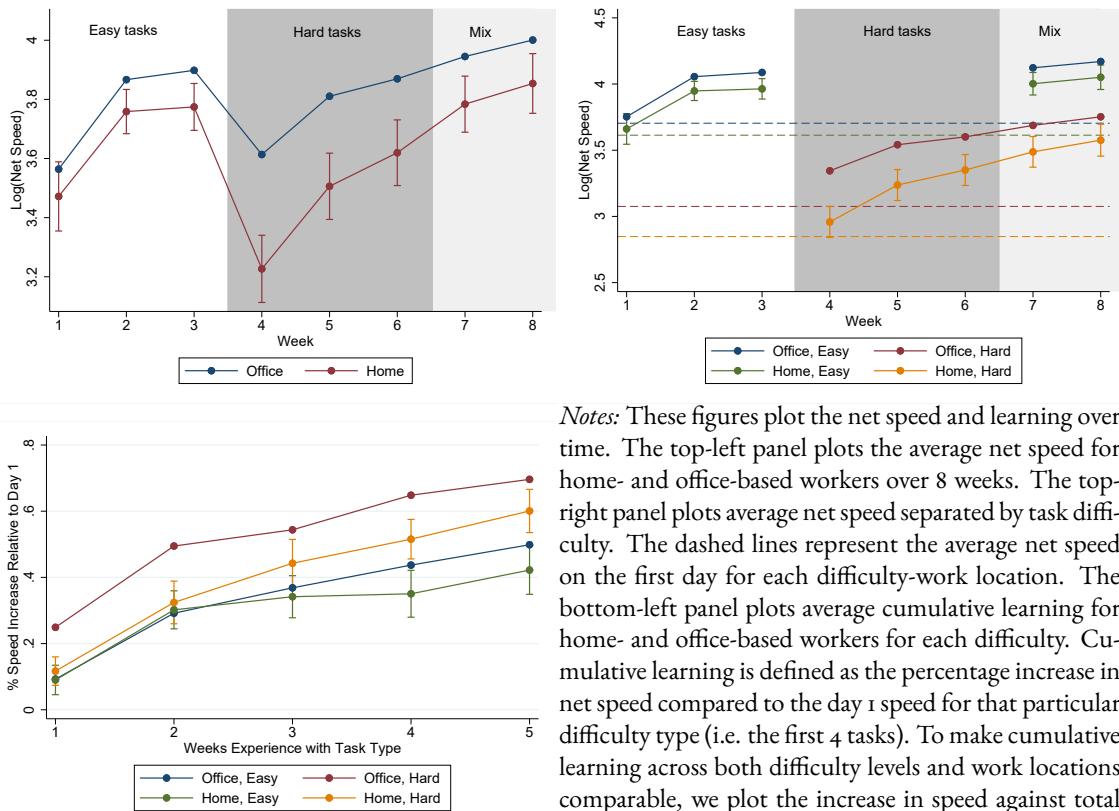 Easy tasks Hard tasks Mix
4
3.8
3.6
3.4
3.2
Log(Net Speed)
1 2 3 4 5 6 7 8
Week
Office Home
Easy tasks Hard tasks Mix
4.5
4
3.5
3
2.5
Log(Net Speed)
1 2 3 4 5 6 7 8
Week
Office, Easy Office, Hard
Home, Easy Home, Hard
.8
.6
.4
.2
0
% Speed Increase Relative to Day 1
1 2 3 4 5
Weeks Experience with Task Type
Office, Easy Office, Hard
Home, Easy Home, Hard
Notes: These figures plot the net speed and learning over
time. The top-left panel plots the average net speed for
home- and office-based workers over 8 weeks. The top-
right panel plots average net speed separated by task diffi-
culty. The dashed lines represent the average net speed
on the first day for each difficulty-work location. The
bottom-left panel plots average cumulative learning for
home- and office-based workers for each difficulty. Cu-
mulative learning is defined as the percentage increase in
net speed compared to the day 1 speed for that particular
difficulty type (i.e. the first 4 tasks). To make cumulative
learning across both difficulty levels and work locations
comparable, we plot the increase in speed against total